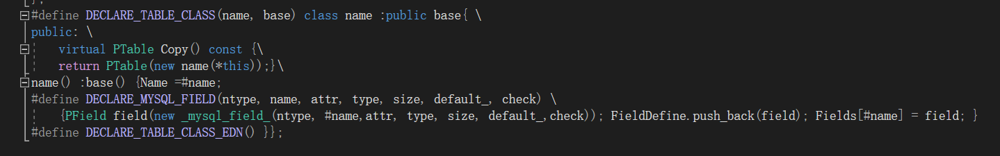 };
#define DECLARE_TABLE_CLASS(name, base) class name :public base{ \
public: \
virtual PTable Copy() const {\
return PTable(new name(*this));}\
name() :base() {Name =#name;
#define DECLARE_MYSQL_FIELD(ntype, name, attr, type, size, default_, check) \
{PField field(new _mysql_field_(ntype, #name,attr, type, size, default_,check)); FieldDefine.push_back(field); Fields[#name] = field; }
#define DECLARE_TABLE_CLASS_EDN() }};